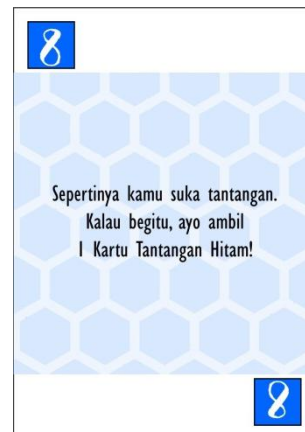 8
Sepertinya kamu suka tantangan.
Kalau begitu, ayo ambil
1 Kartu Tantangan Hitam!
8